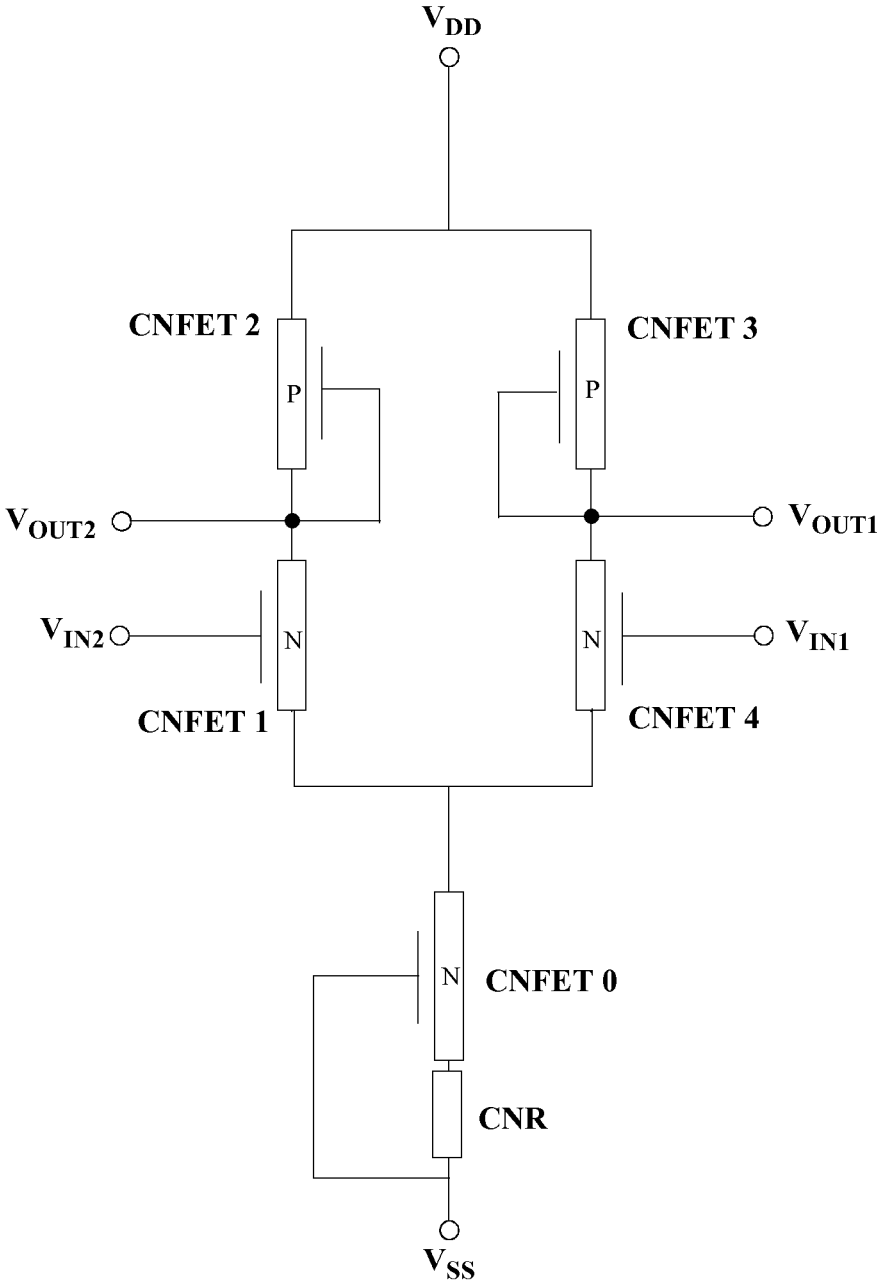 VDD
CNFET 2
CNFET 3
P
P
VOUT2
VOUT1
VIN2
N
N
VIN1
CNFET 1
CNFET 4
N
CNFET 0
CNR
VSS